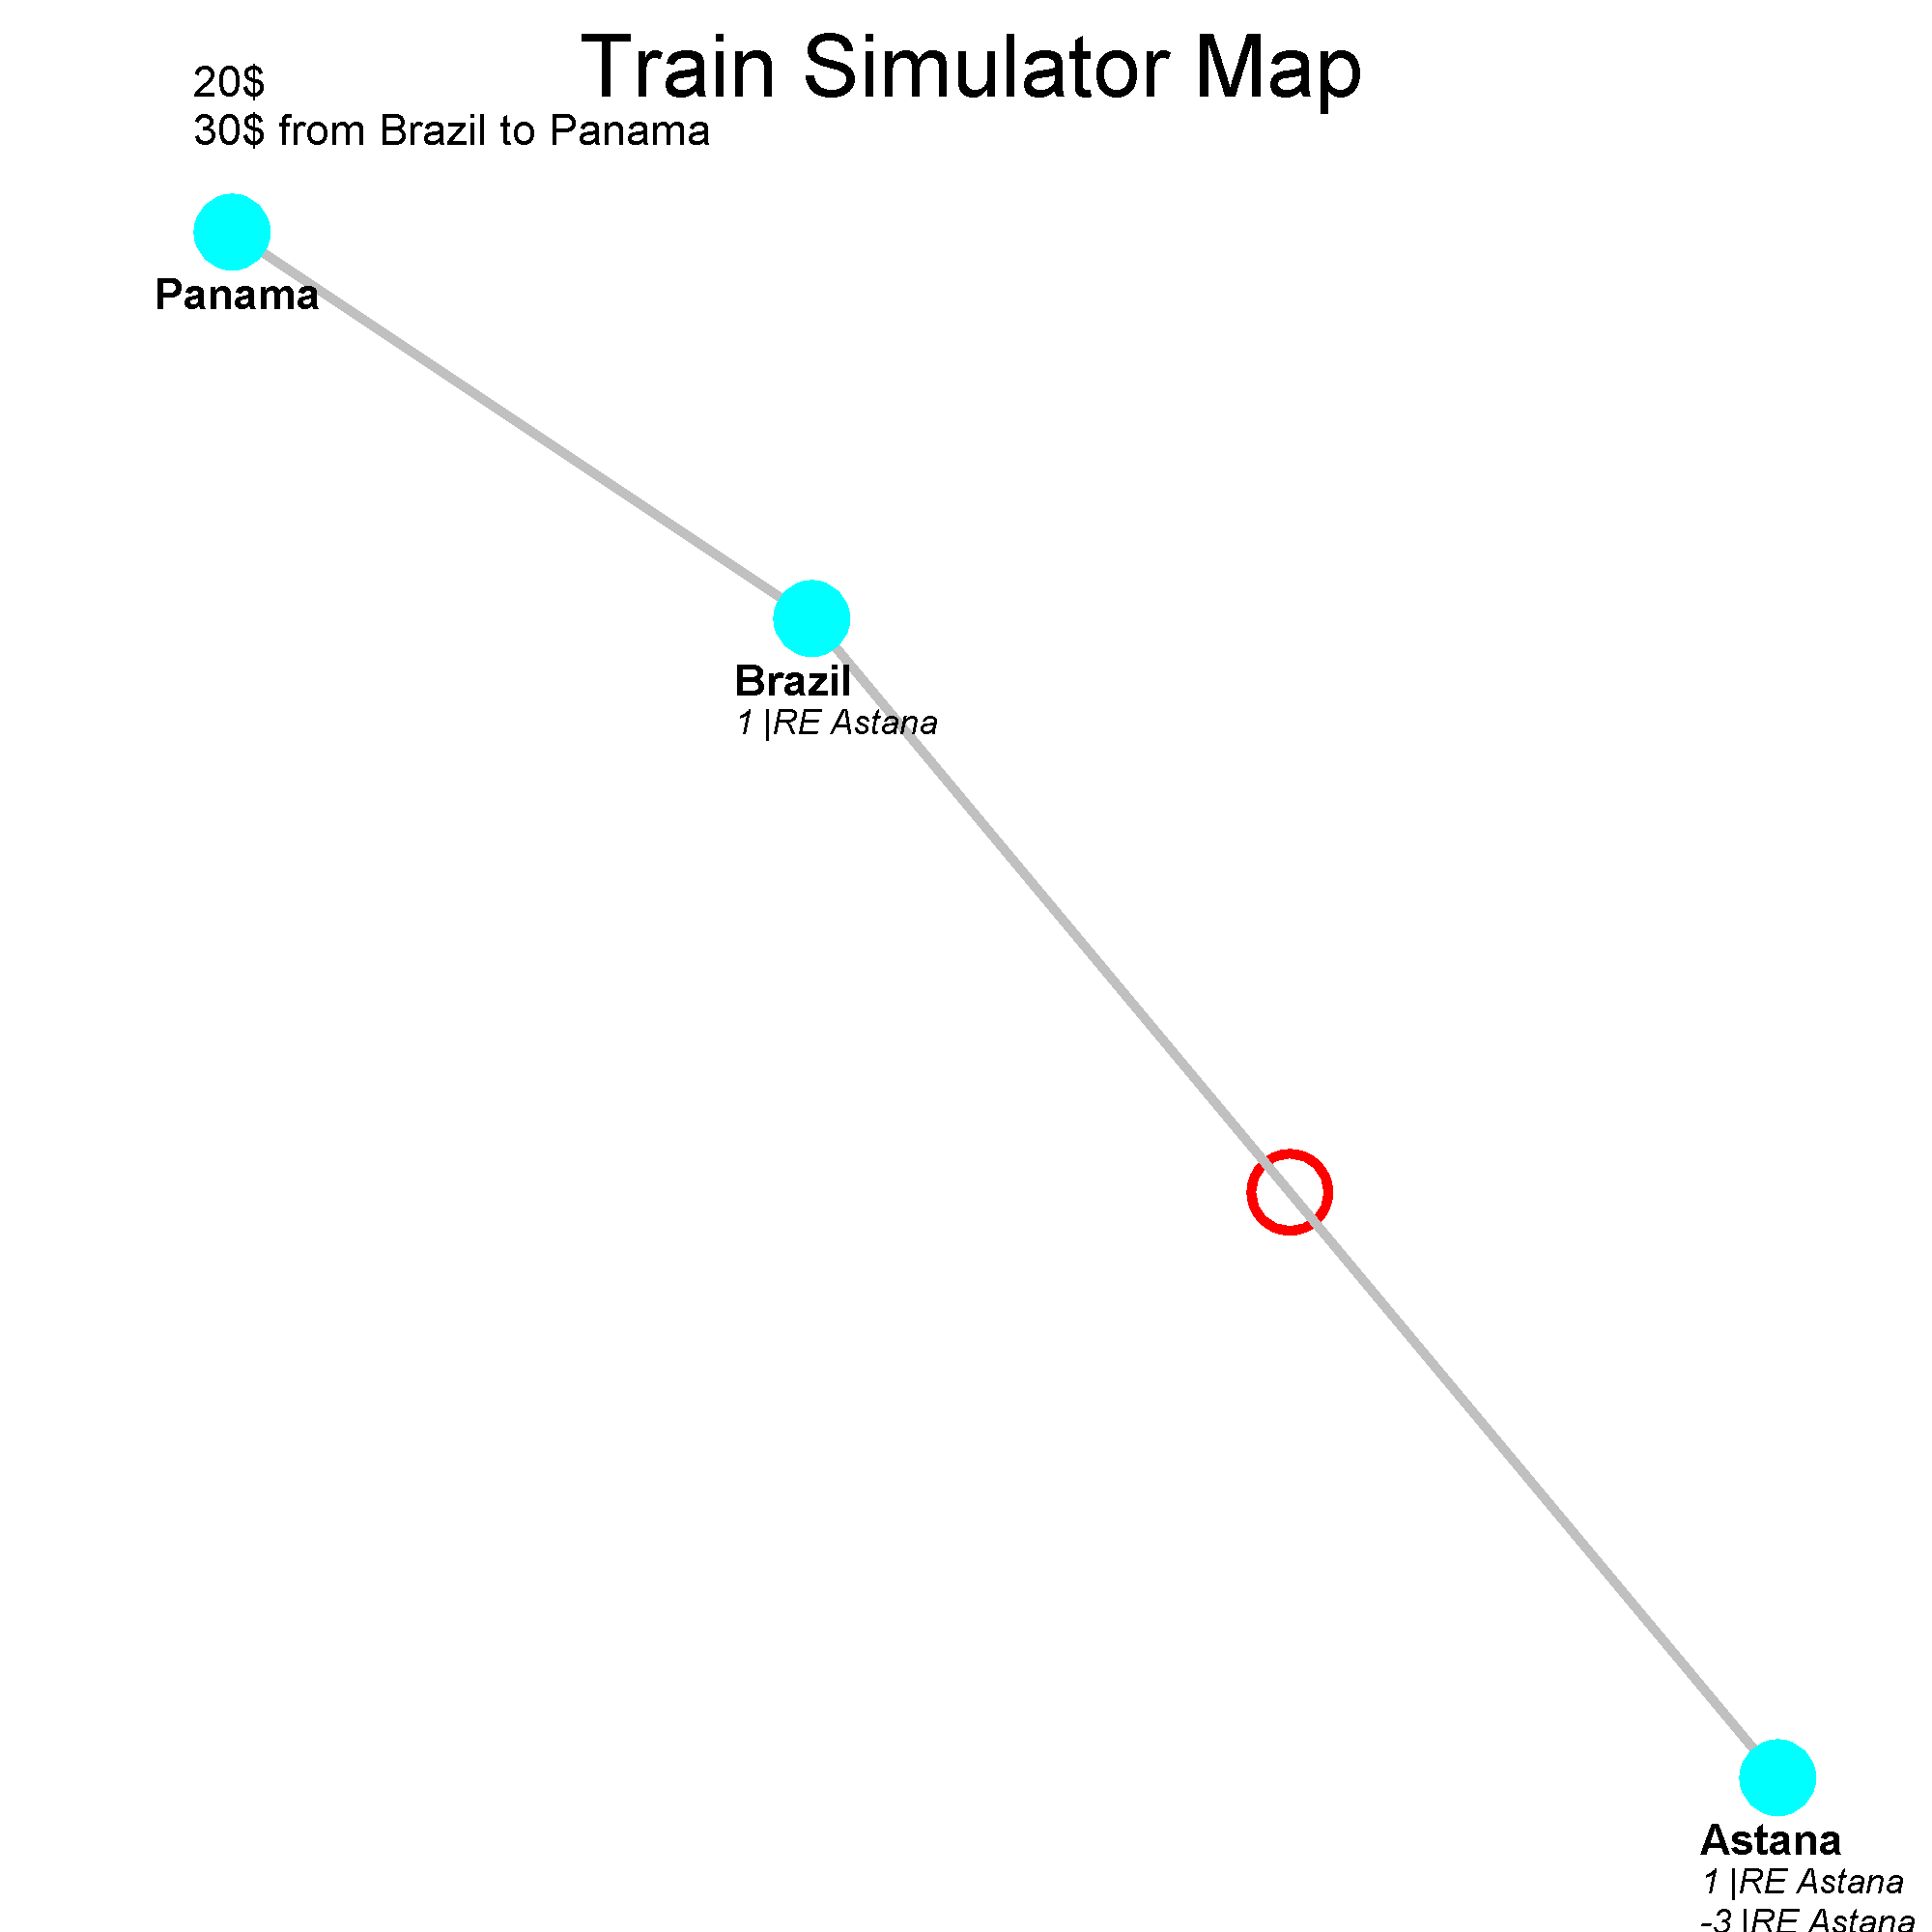 Train Simulator Map
20$
30$ from Brazil to Panama
Panama
Brazil
1 |RE Astana
Astana
1 |RE Astana
-3 |RE Astana